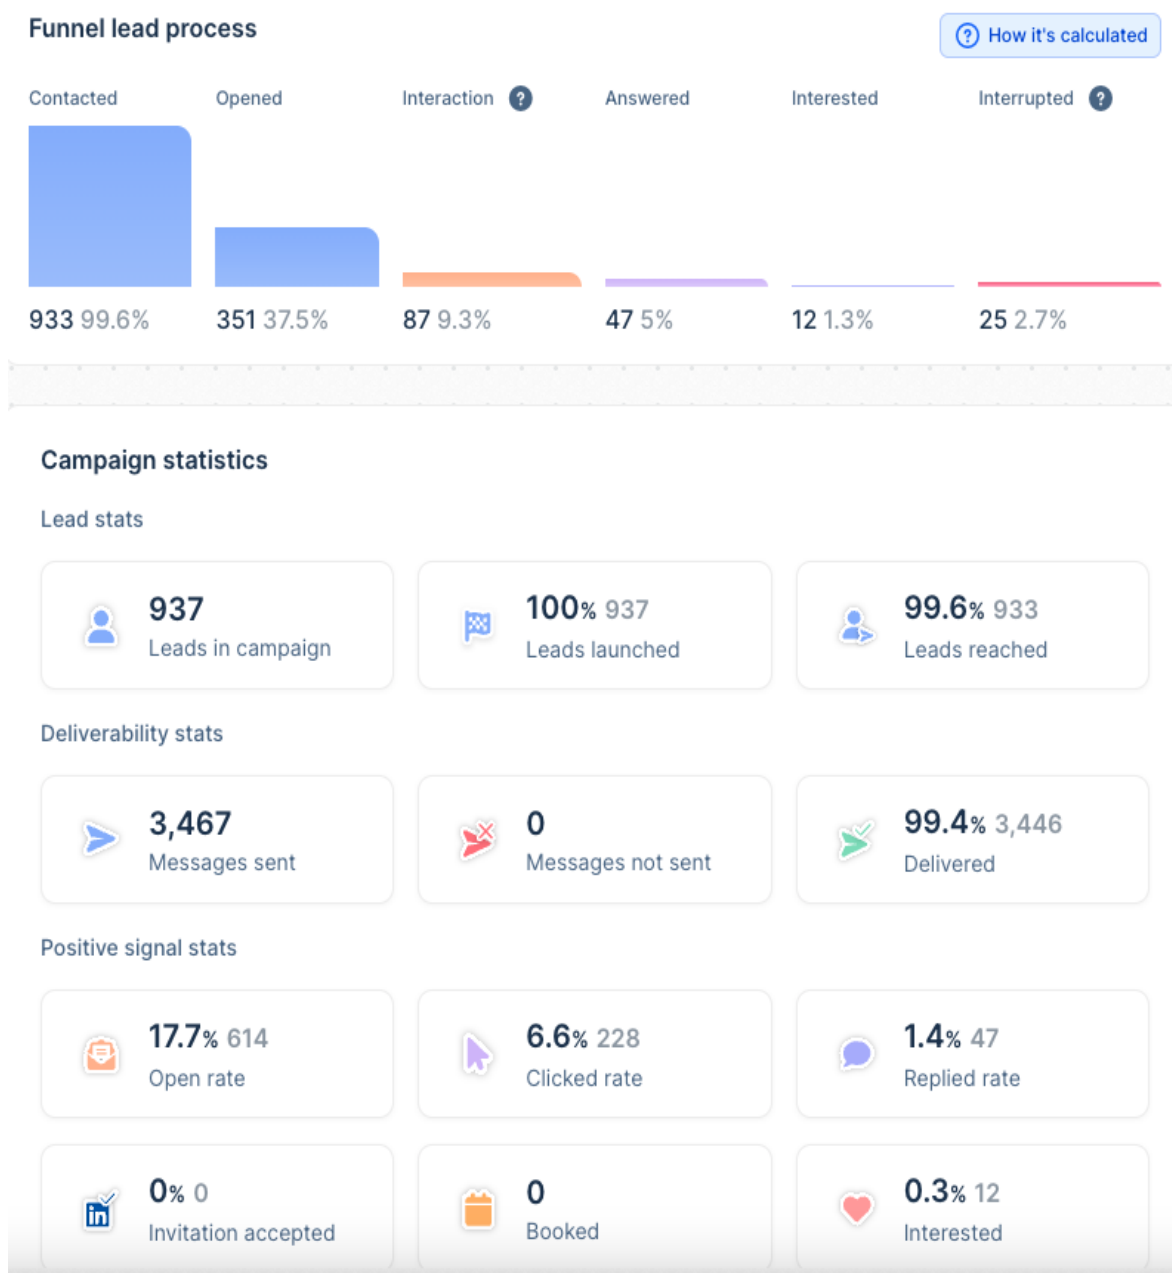 Funnel lead process
? How it's calculated
Contacted Opened Interaction ? Answered Interested Interrupted ?
933 99.6% 351 37.5% 87 9.3% 47 5% 12 1.3% 25 2.7%
Campaign statistics
Lead stats
937 100% 937 99.6% 933
Leads in campaign Leads launched Leads reached
Deliverability stats
3,467 0 99.4% 3,446
Messages sent Messages not sent Delivered
Positive signal stats
17.7% 614 6.6% 228 1.4% 47
Open rate Clicked rate Replied rate
in 0% 0 0 0.3% 12
Invitation accepted Booked Interested